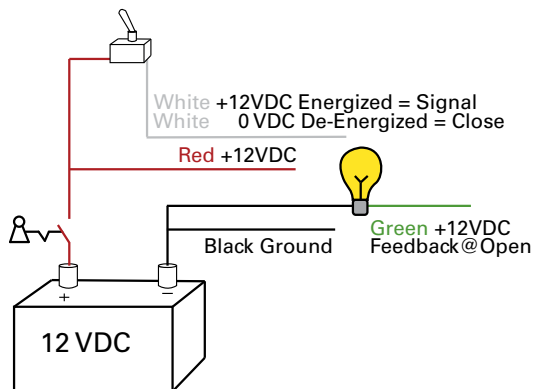 White +12VDC Energized = Signal
White 0 VDC De-Energized = Close
Red +12VDC
Green +12VDC
Black Ground
Feedback@Open
+ −
12 VDC